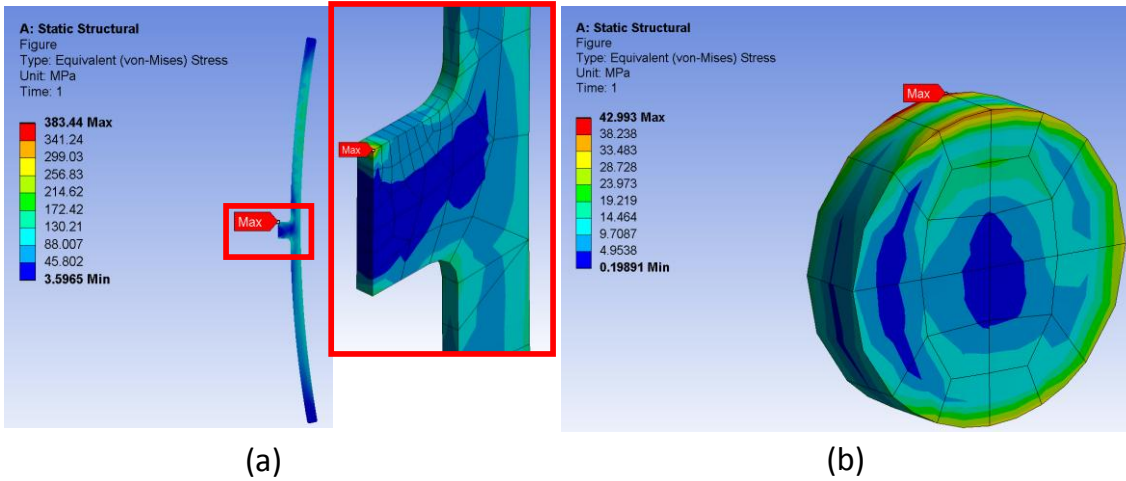 A: Static Structural
Figure
Type: Equivalent (von-Mises) Stress
Unit: MPa
Time: 1
383.44 Max
341.24
299.03
256.83
214.62
172.42
130.21
88.007
45.802
3.5965 Min
Max
Max
(a)
A: Static Structural
Figure
Type: Equivalent (von-Mises) Stress
Unit: MPa
Time: 1
42.993 Max
38.238
33.483
28.728
23.973
19.219
14.464
9.7087
4.9538
0.19891 Min
Max
(b)